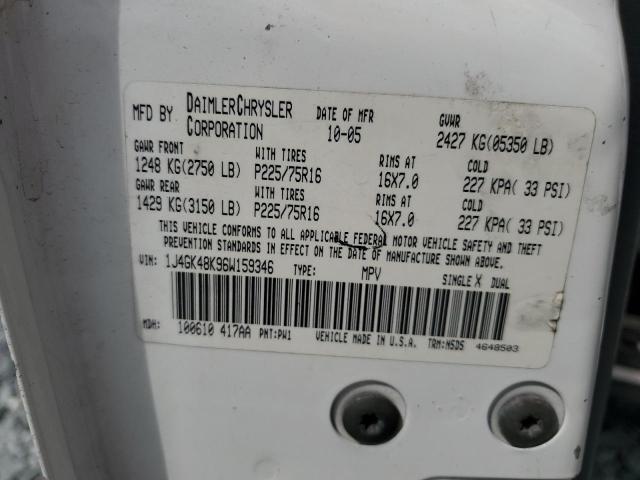 MFD BY DAIMLERCHRYSLER CORPORATION DATE OF MFR 10-05 GVWR 2427 KG(05350 LB)
GAWR FRONT WITH TIRES RIMS AT COLD
1248 KG(2750 LB) P225/75R16 16X7.0 227 KPA( 33 PSI)
GAWR REAR WITH TIRES RIMS AT COLD
1429 KG(3150 LB) P225/75R16 16X7.0 227 KPA( 33 PSI)
THIS VEHICLE CONFORMS TO ALL APPLICABLE FEDERAL MOTOR VEHICLE SAFETY AND THEFT
PREVENTION STANDARDS IN EFFECT ON THE DATE OF MANUFACTURE SHOWN ABOVE.
VIN: 1J4GK48K96W159346 TYPE: MPV SINGLE X DUAL
MDH: 100610 417AA PNT:PW1 VEHICLE MADE IN U.S.A. TRM:N5D5 4648503